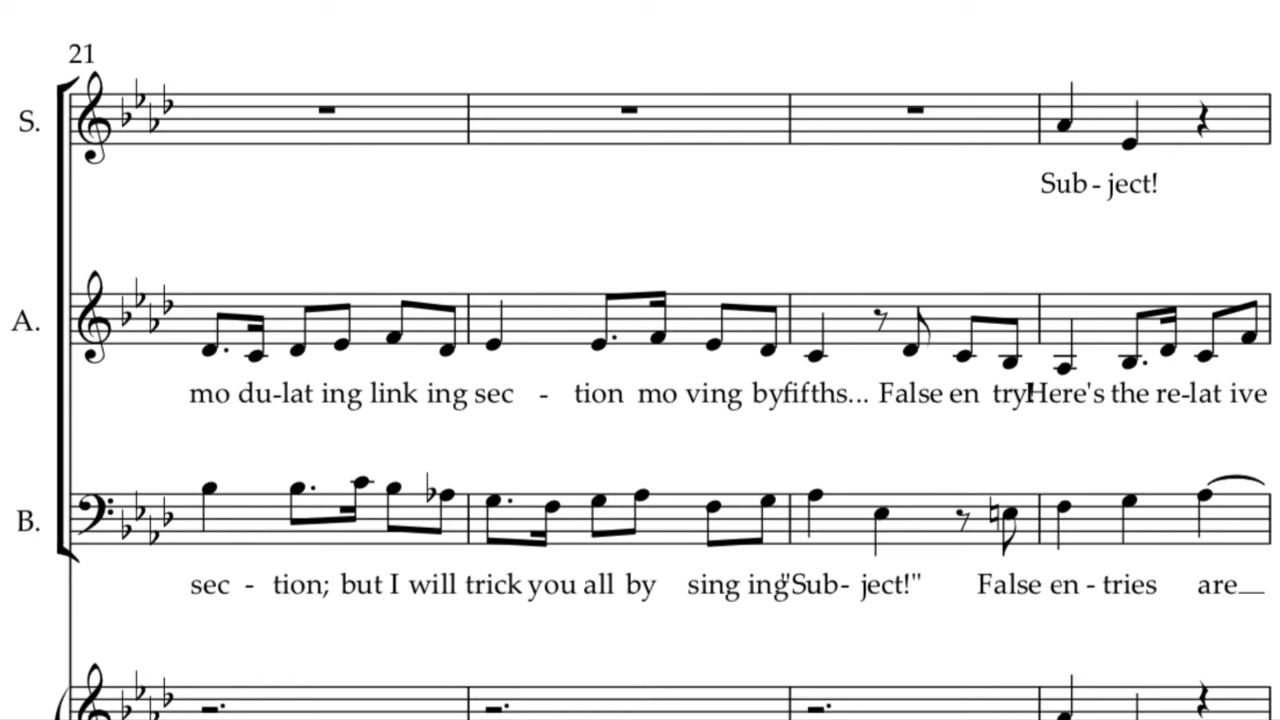 21
S.
Sub - ject!
A.
mo du-lat ing link ing sec - tion mo ving by fifths... False en try! Here's the re-lat ive
B.
sec - tion; but I will trick you all by sing ing "Sub- ject!" False en - tries are